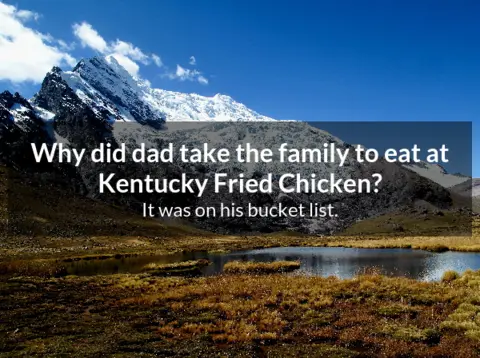 Why did dad take the family to eat at
Kentucky Fried Chicken?
It was on his bucket list.